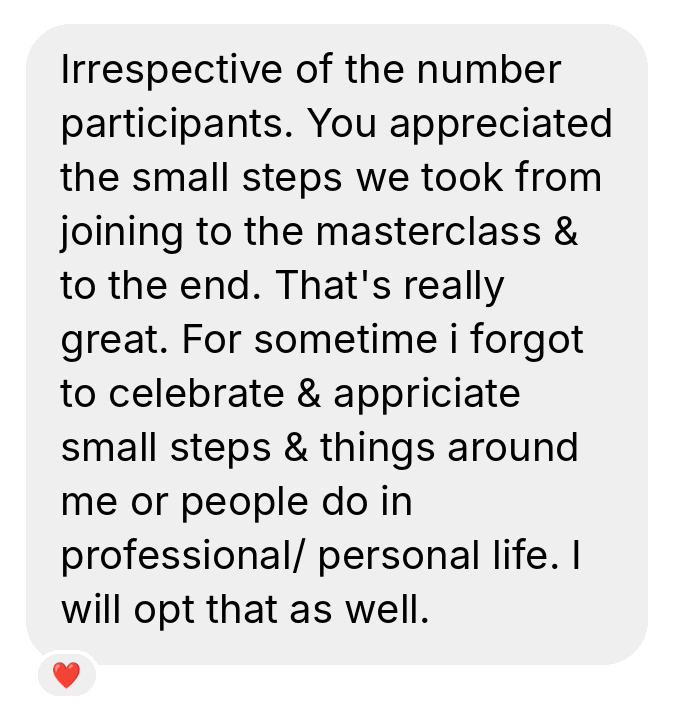 Irrespective of the number
participants. You appreciated
the small steps we took from
joining to the masterclass &
to the end. That's really
great. For sometime i forgot
to celebrate & appriciate
small steps & things around
me or people do in
professional/ personal life. I
will opt that as well.